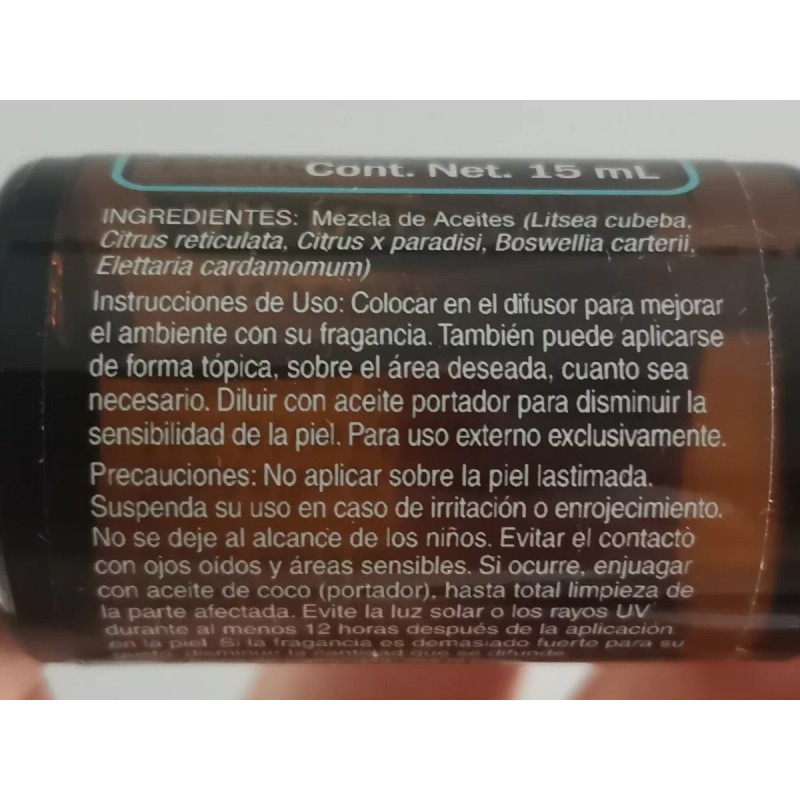 Cont. Net. 15 mL
INGREDIENTES: Mezcla de Aceites (Litsea cubeba,
Citrus reticulata, Citrus x paradisi, Boswellia carterii,
Elettaria cardamomum)
Instrucciones de Uso: Colocar en el difusor para mejorar
el ambiente con su fragancia. También puede aplicarse
de forma tópica, sobre el área deseada, cuanto sea
necesario. Diluir con aceite portador para disminuir la
sensibilidad de la piel. Para uso externo exclusivamente.
Precauciones: No aplicar sobre la piel lastimada.
Suspenda su uso en caso de irritación o enrojecimiento.
No se deje al alcance de los niños. Evitar el contacto
con ojos oídos y áreas sensibles. Si ocurre, enjuagar
con aceite de coco (portador), hasta total limpieza de
la parte afectada. Evite la luz solar o los rayos UV
durante al menos 12 horas después de la aplicación
en la piel. Si la fragancia es demasiado fuerte para su
gusto, disminuir la cantidad que se difunde.